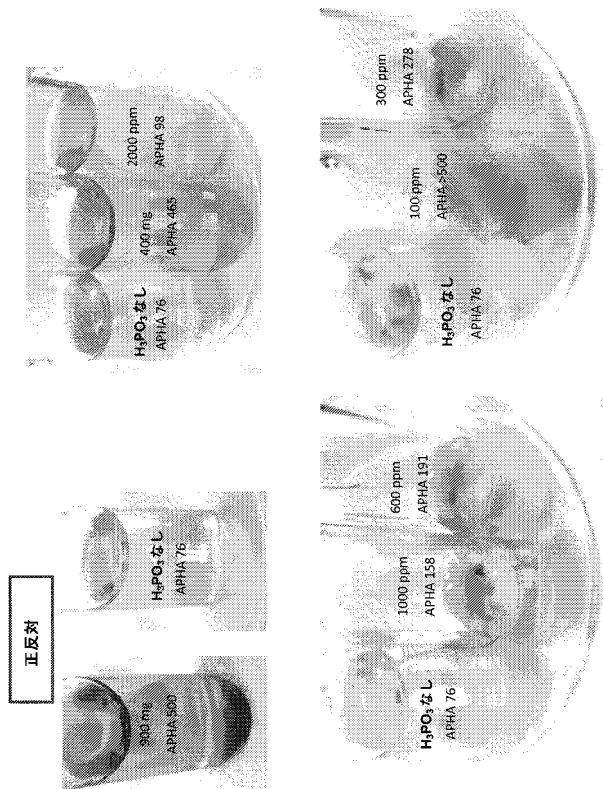 正反対
900 mg
APHA 500
H₃PO₃なし
APHA 76
H₃PO₃なし
APHA 76
400 mg
APHA 465
2000 ppm
APHA 98
H₃PO₃なし
APHA 76
1000 ppm
APHA 158
600 ppm
APHA 191
H₃PO₃なし
APHA 76
100 ppm
APHA >500
300 ppm
APHA 278